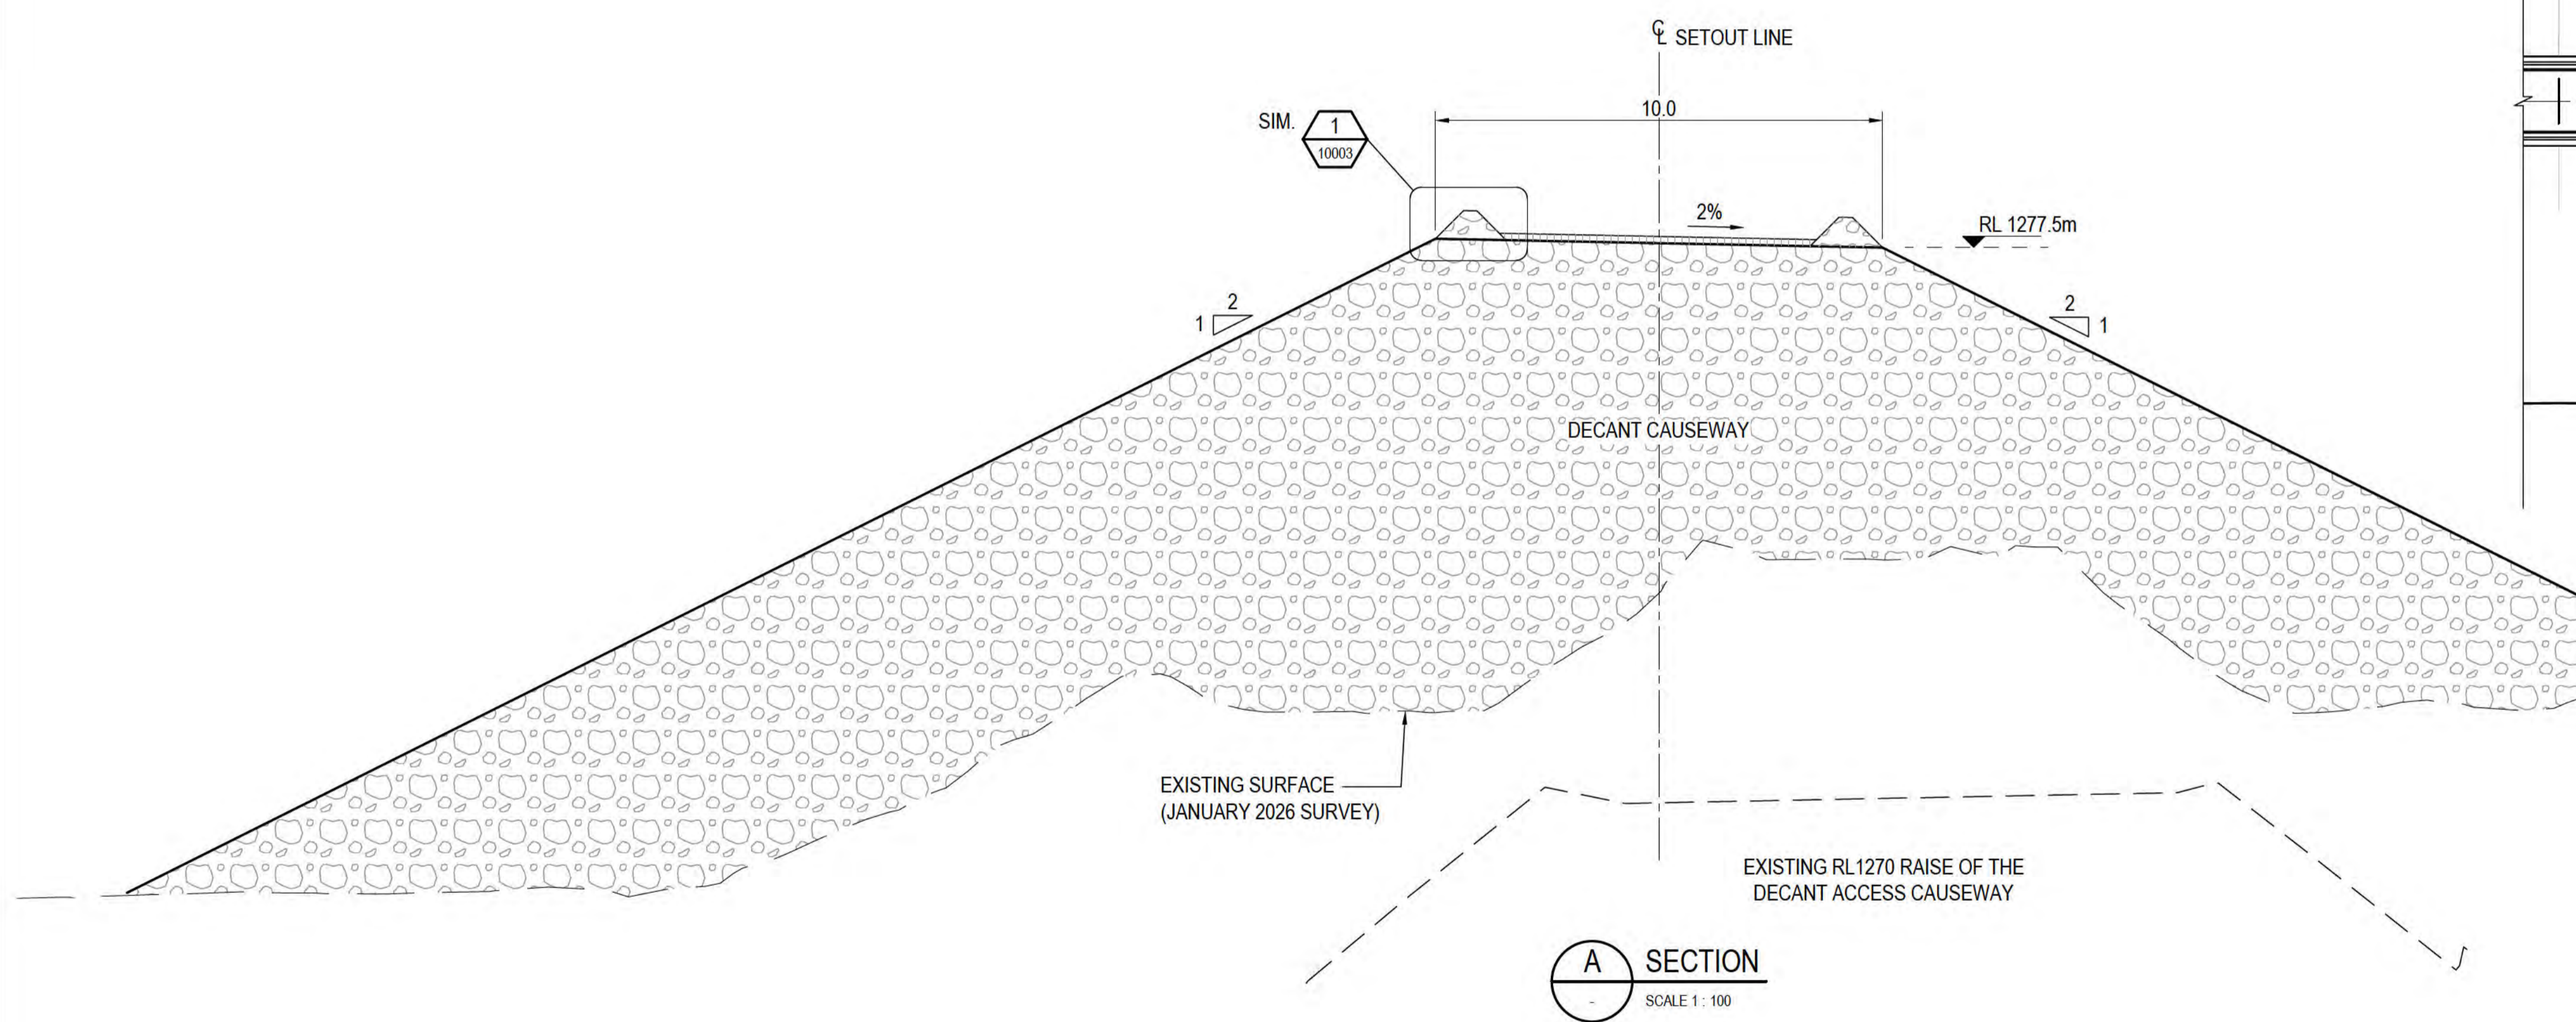 ℄ SETOUT LINE
10.0
SIM.
1
10003
2%
RL 1277.5m
2
1
2
1
DECANT CAUSEWAY
EXISTING SURFACE
(JANUARY 2026 SURVEY)
EXISTING RL1270 RAISE OF THE
DECANT ACCESS CAUSEWAY
A
-
SECTION
SCALE 1 : 100